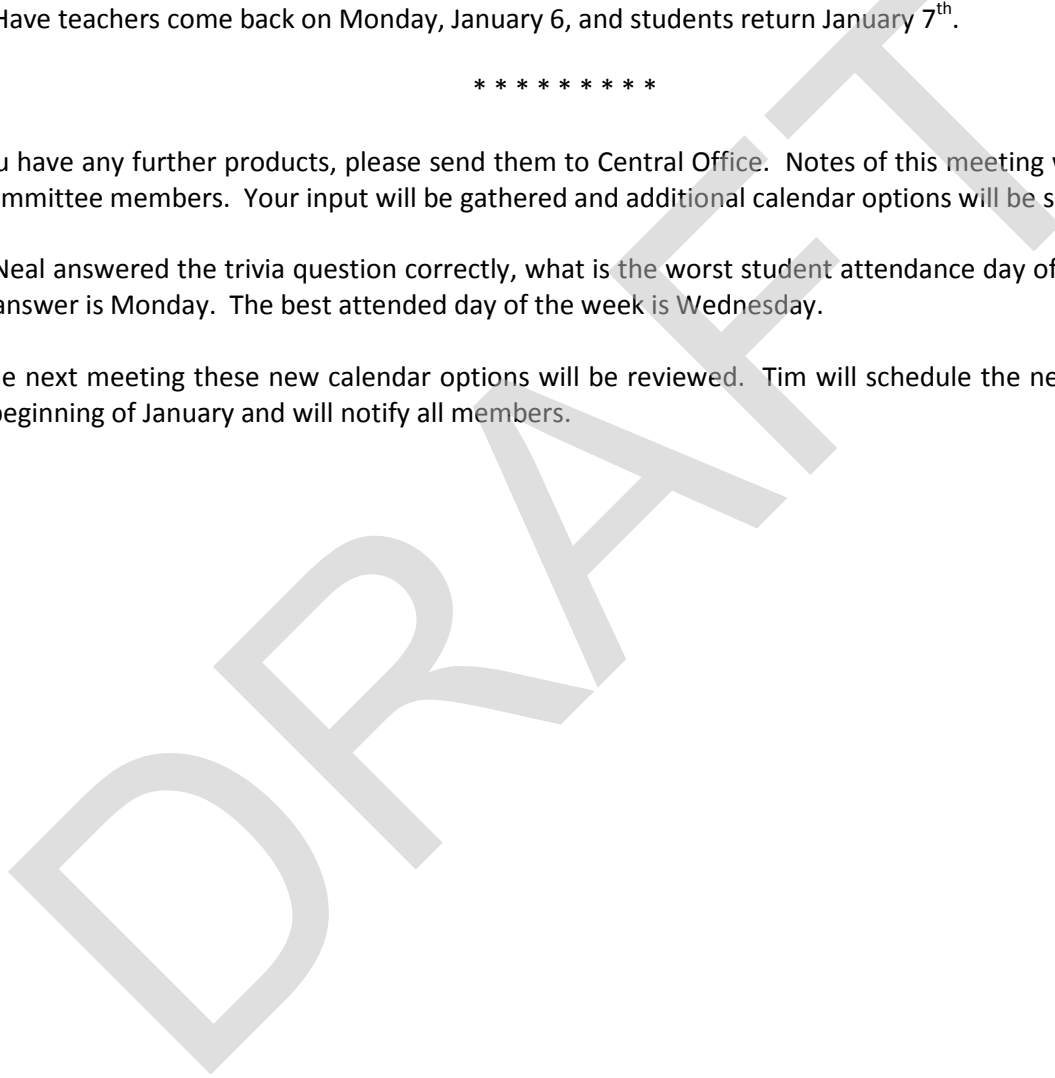 Have teachers come back on Monday, January 6, and students return January 7th.
* * * * * * * * *
u have any further products, please send them to Central Office. Notes of this meeting
mmittee members. Your input will be gathered and additional calendar options will be s
Neal answered the trivia question correctly, what is the worst student attendance day of
answer is Monday. The best attended day of the week is Wednesday.
e next meeting these new calendar options will be reviewed. Tim will schedule the ne
beginning of January and will notify all members.
DRAFT